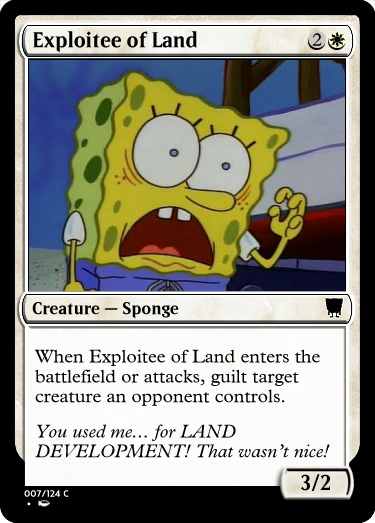 Exploitee of Land 2
Creature — Sponge
When Exploitee of Land enters the
battlefield or attacks, guilt target
creature an opponent controls.
You used me... for LAND
DEVELOPMENT! That wasn't nice!
3/2
007/124 C